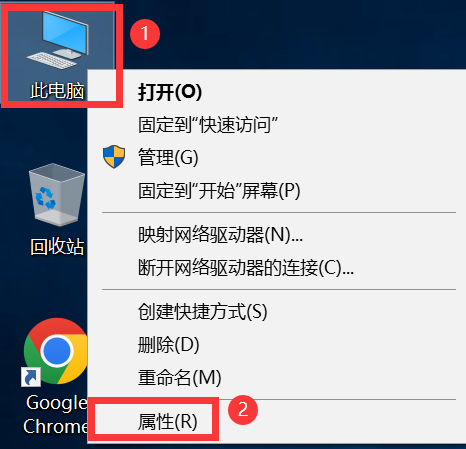 1
此电脑
打开(O)
固定到"快速访问"
管理(G)
固定到"开始"屏幕(P)
回收站
映射网络驱动器(N)...
断开网络驱动器的连接(C)...
创建快捷方式(S)
删除(D)
重命名(M)
Google
Chrome
2
属性(R)